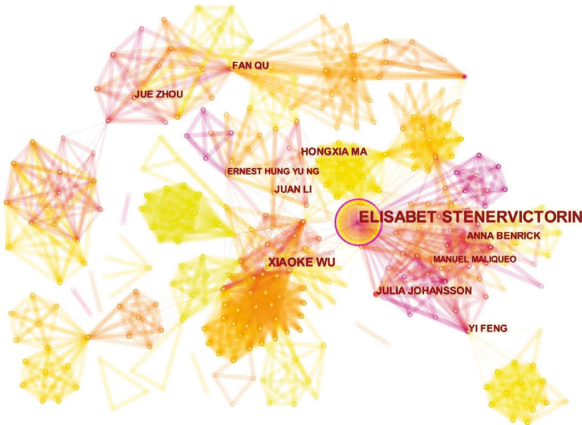 FAN QU
JUE ZHOU
HONGXIA MA
ERNEST HUNG YU NG
JUAN LI
ELISABET STENERVICTORIN
ANNA BENRICK
MANUEL MALIQUEO
XIAOKE WU
JULIA JOHANSSON
YI FENG